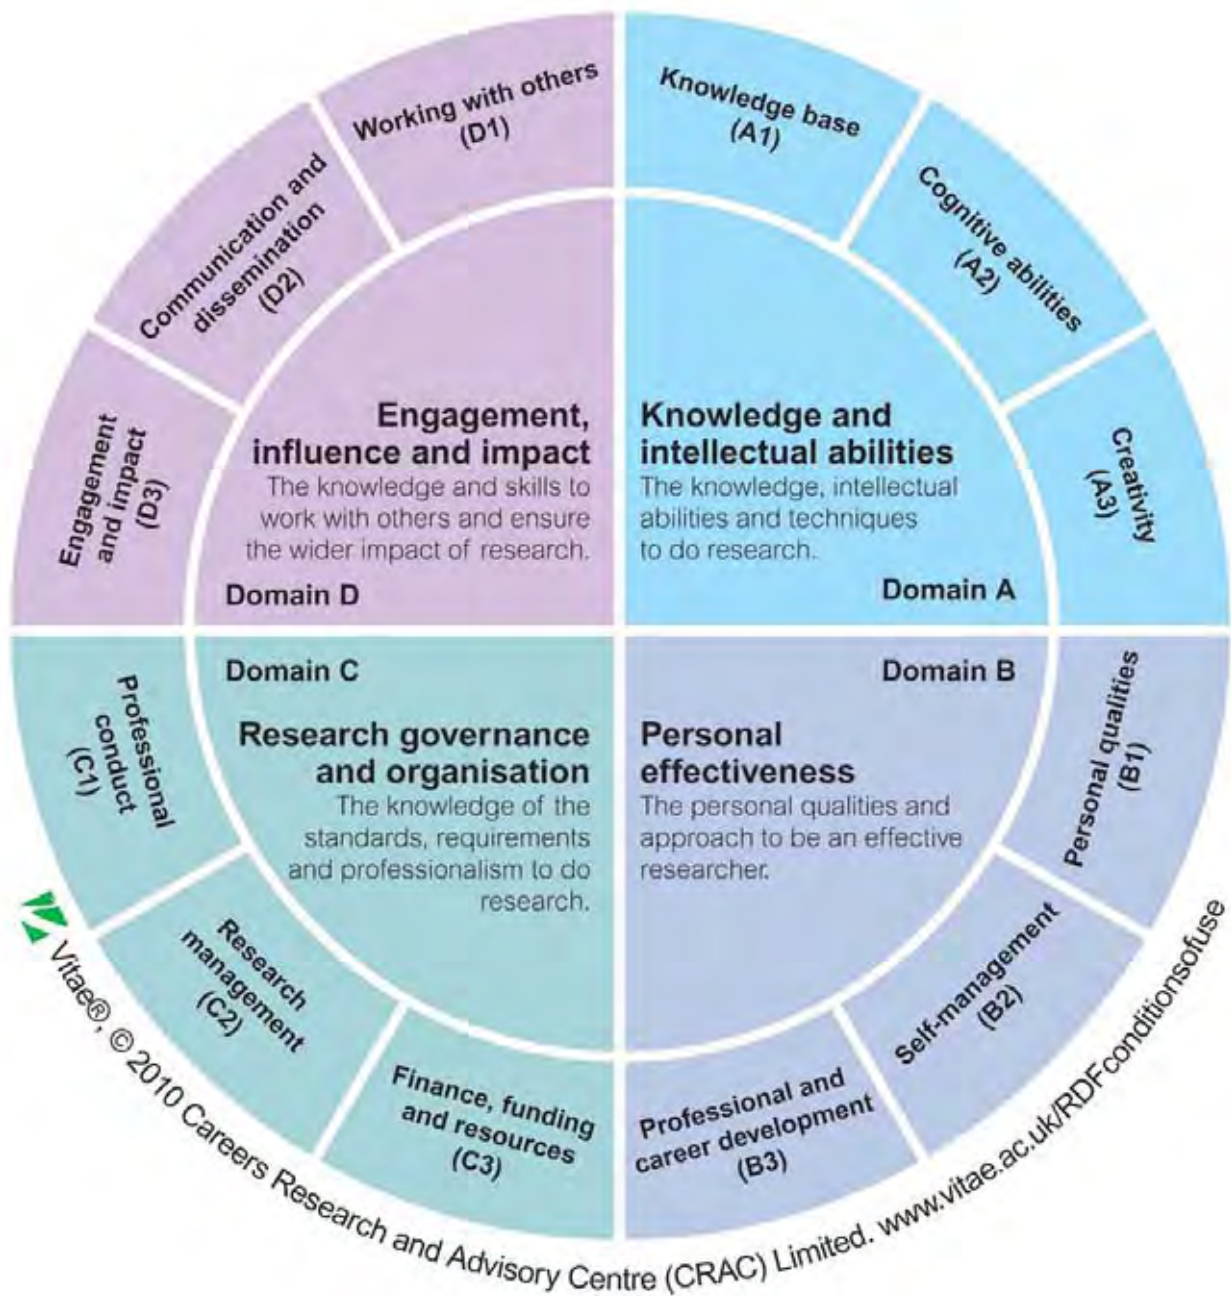 Working with others
(D1)
Communication and
dissemination
(D2)
Engagement
and impact
(D3)
Knowledge base
(A1)
Cognitive abilities
(A2)
Creativity
(A3)
Engagement,
influence and impact
The knowledge and skills to
work with others and ensure
the wider impact of research.
Domain D
Knowledge and
intellectual abilities
The knowledge, intellectual
abilities and techniques
to do research.
Domain A
Domain C
Research governance
and organisation
The knowledge of the
standards, requirements
and professionalism to do
research.
Domain B
Personal
effectiveness
The personal qualities and
approach to be an effective
researcher.
Personal qualities
(B1)
Self-management
(B2)
Professional and
career development
(B3)
Professional
conduct
(C1)
Research
management
(C2)
Finance, funding
and resources
(C3)
Vitae®, © 2010 Careers Research and Advisory Centre (CRAC) Limited. www.vitae.ac.uk/RDFconditionsofuse